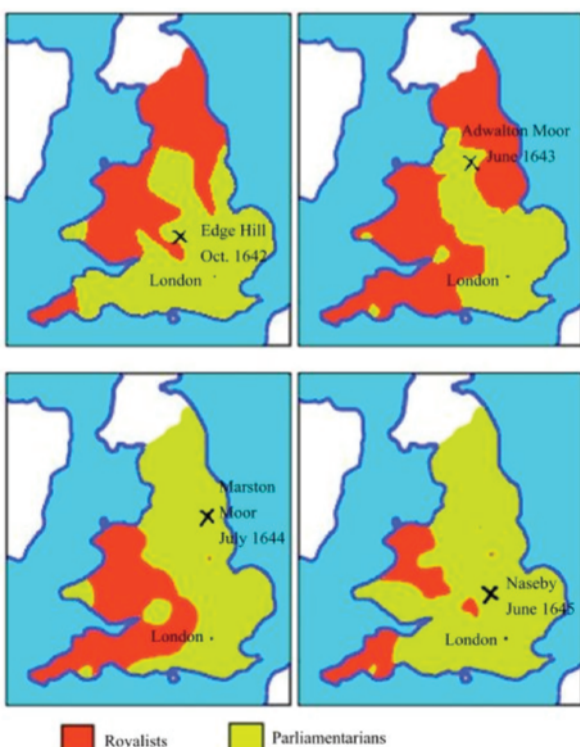 Adwalton Moor
June 1643
Edge Hill
Oct. 1642
London
London
Marston
Moor
July 1644
London
Naseby
June 1645
London
Royalists
Parliamentarians